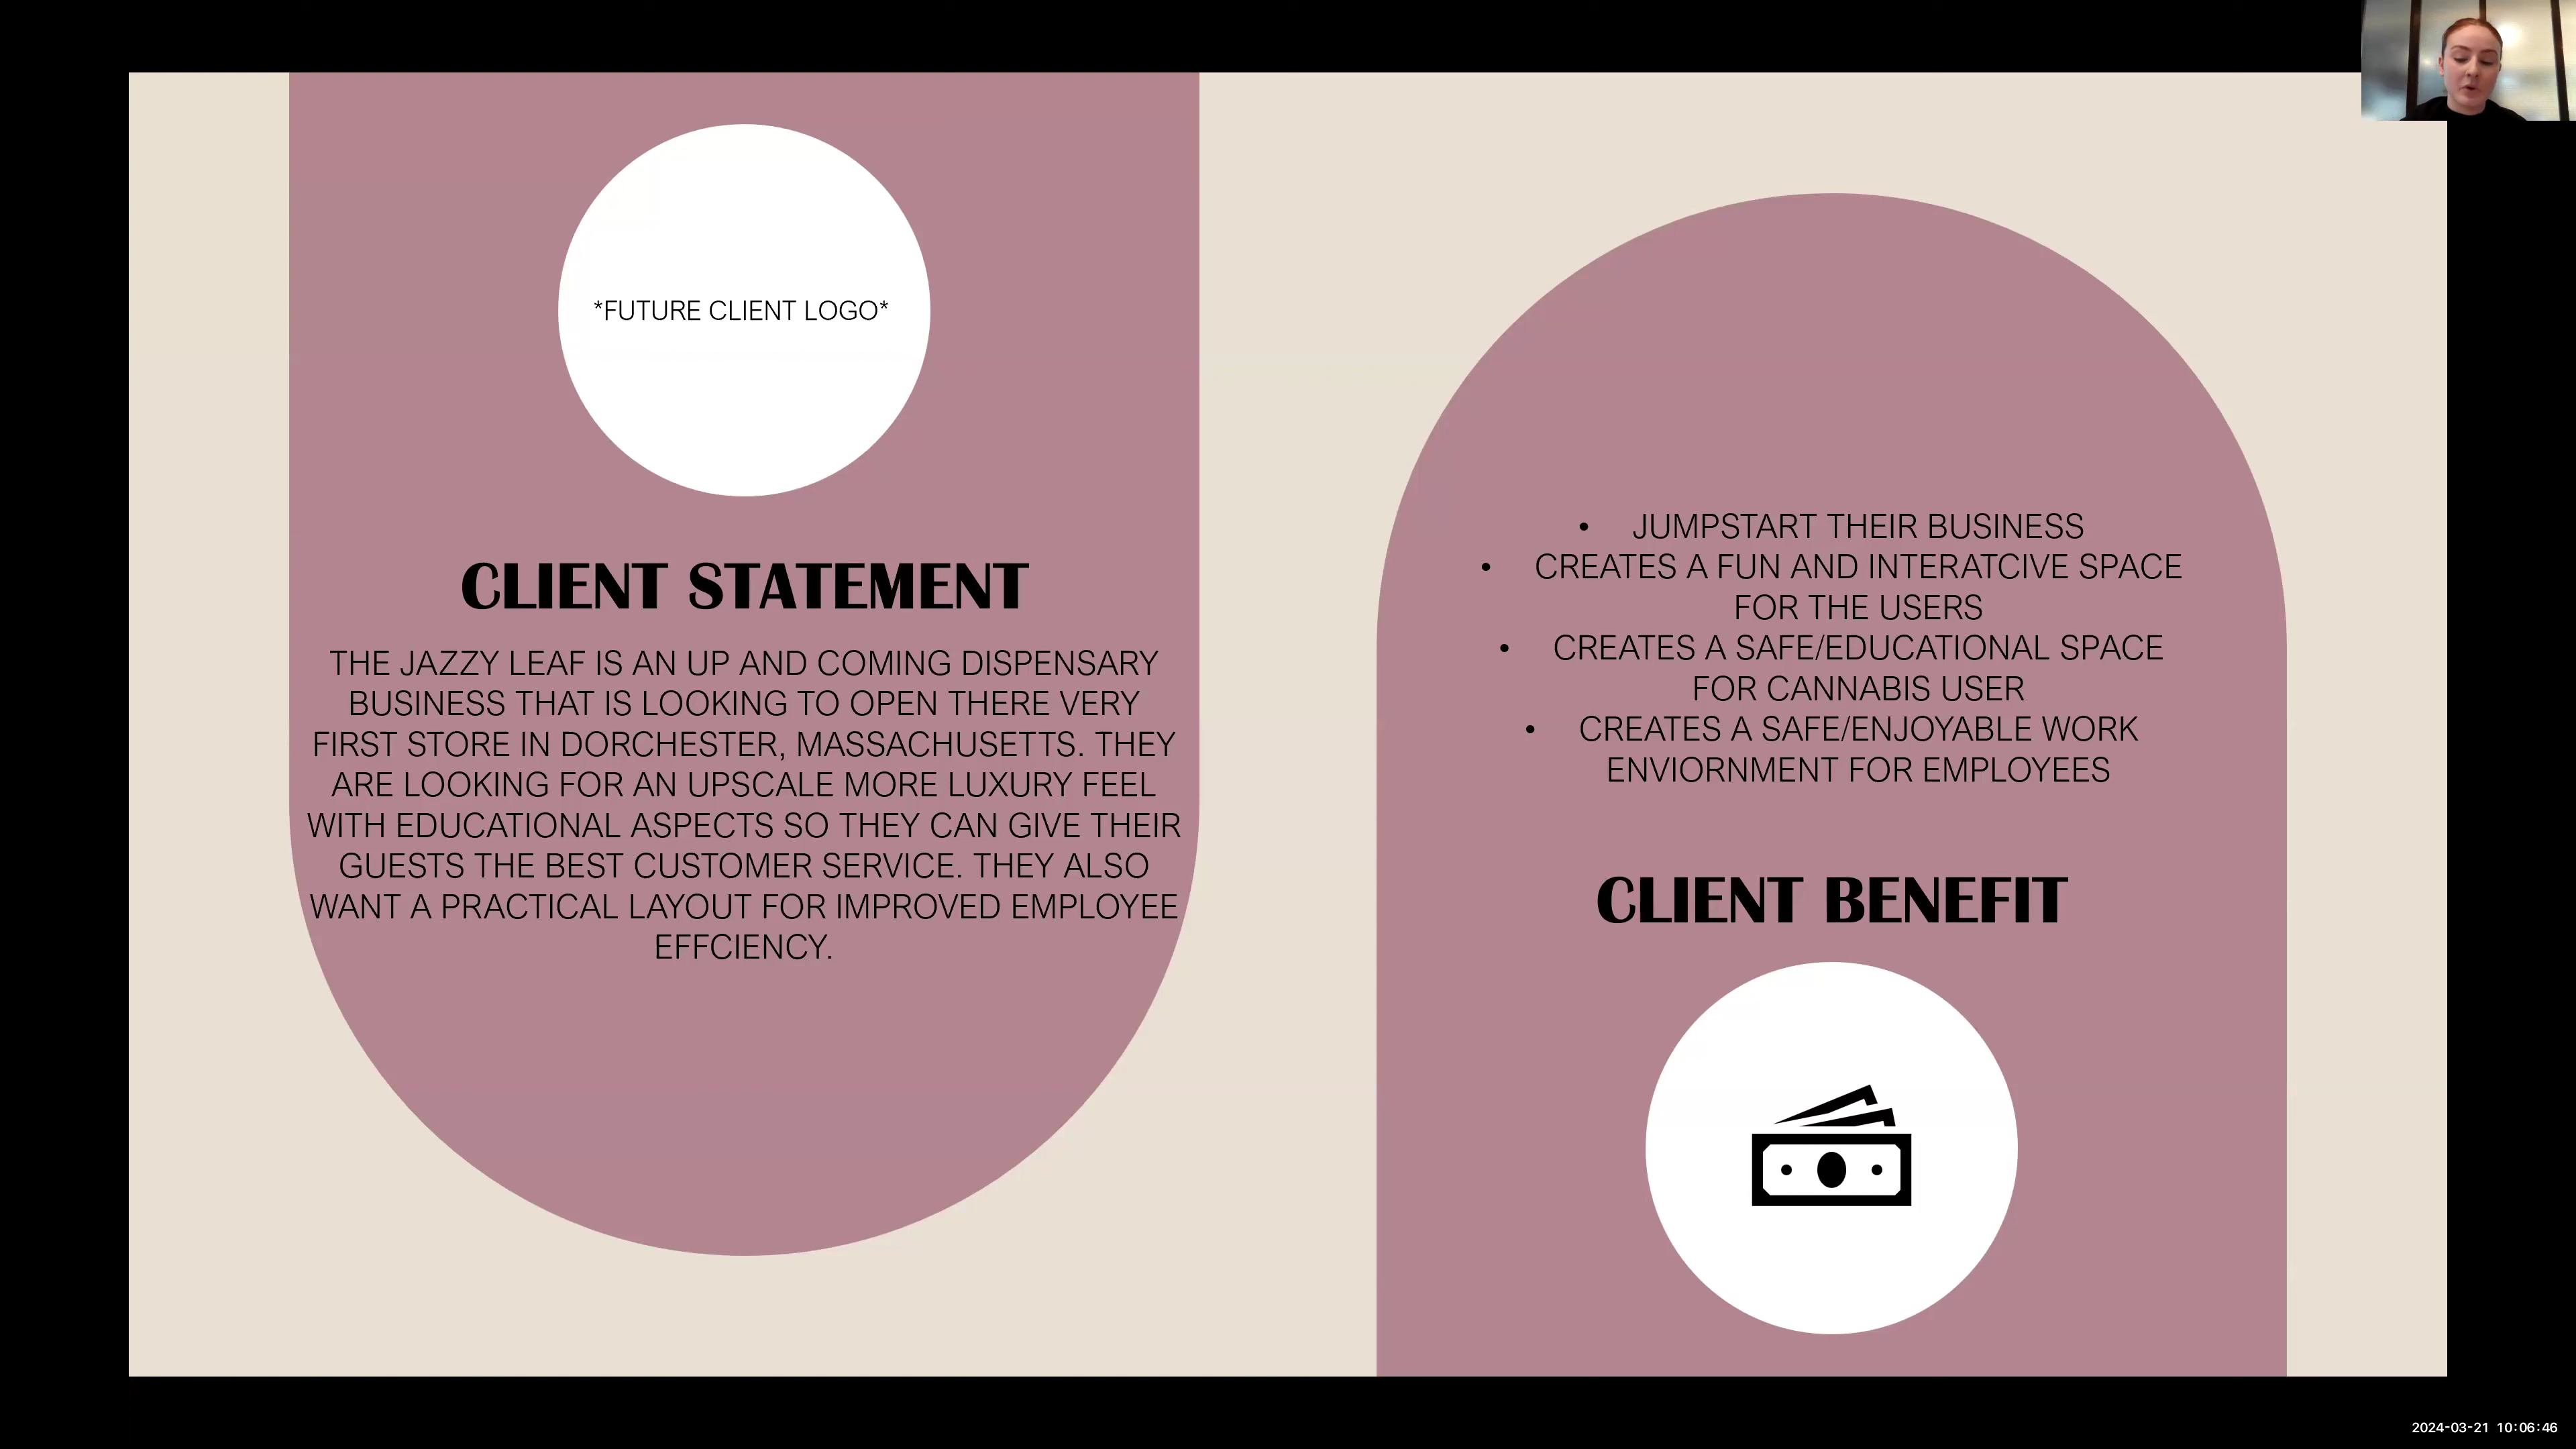 *FUTURE CLIENT LOGO*
CLIENT STATEMENT
THE JAZZY LEAF IS AN UP AND COMING DISPENSARY
BUSINESS THAT IS LOOKING TO OPEN THERE VERY
FIRST STORE IN DORCHESTER, MASSACHUSETTS. THEY
ARE LOOKING FOR AN UPSCALE MORE LUXURY FEEL
WITH EDUCATIONAL ASPECTS SO THEY CAN GIVE THEIR
GUESTS THE BEST CUSTOMER SERVICE. THEY ALSO
WANT A PRACTICAL LAYOUT FOR IMPROVED EMPLOYEE
EFFCIENCY.
• JUMPSTART THEIR BUSINESS
• CREATES A FUN AND INTERATCIVE SPACE
FOR THE USERS
• CREATES A SAFE/EDUCATIONAL SPACE
FOR CANNABIS USER
• CREATES A SAFE/ENJOYABLE WORK
ENVIORNMENT FOR EMPLOYEES
CLIENT BENEFIT
2024-03-21 10:06:46